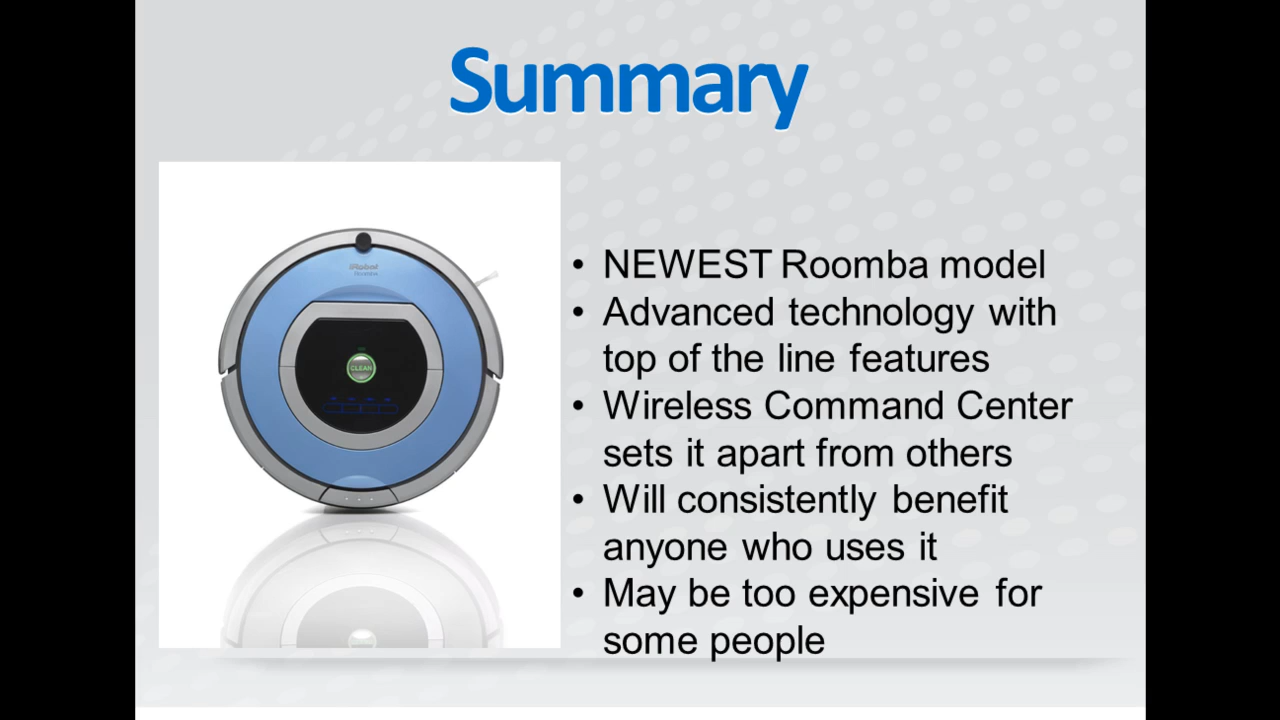 Summary
iRobot
CLEAN
• NEWEST Roomba model
• Advanced technology with
top of the line features
• Wireless Command Center
sets it apart from others
• Will consistently benefit
anyone who uses it
• May be too expensive for
some people